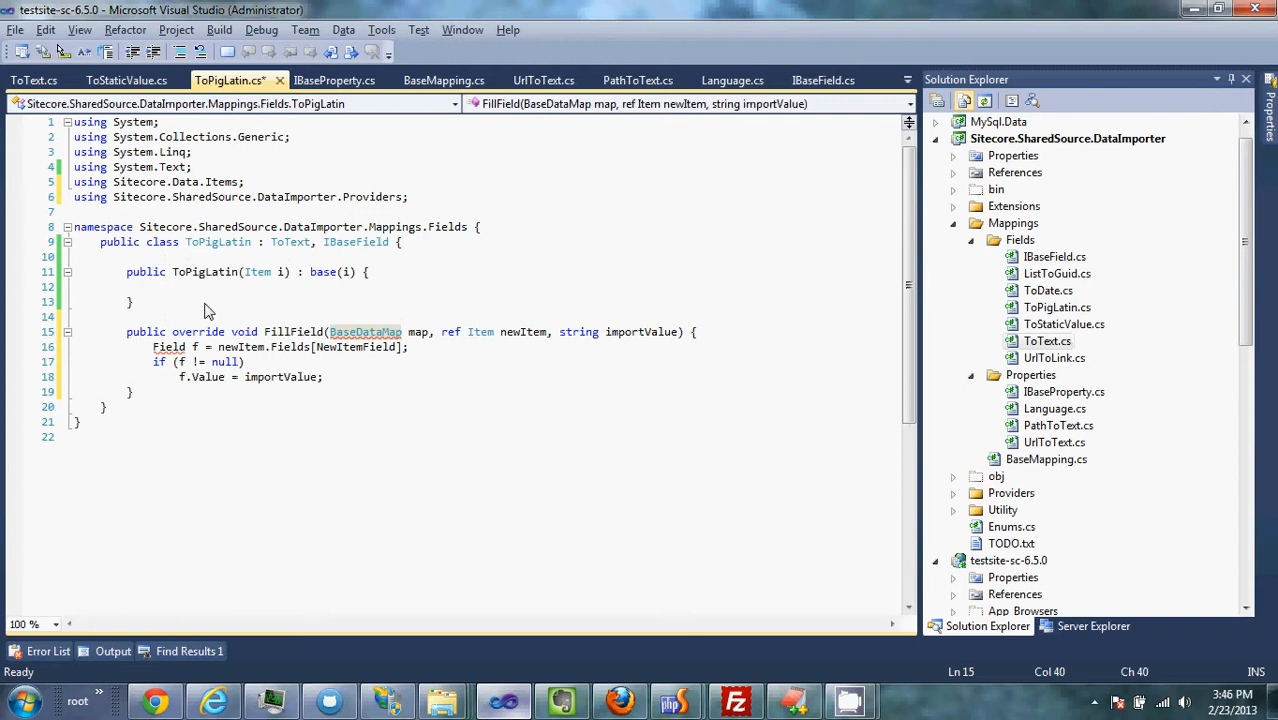 testsite-sc-6.5.0 - Microsoft Visual Studio (Administrator)
File Edit View Refactor Project Build Debug Team Data Tools Test Window Help
ToText.cs ToStaticValue.cs ToPigLatin.cs* IBaseProperty.cs BaseMapping.cs UrlToText.cs PathToText.cs Language.cs IBaseField.cs
Sitecore.SharedSource.DataImporter.Mappings.Fields.ToPigLatin FillField(BaseDataMap map, ref Item newItem, string importValue)
1 using System;
2 using System.Collections.Generic;
3 using System.Linq;
4 using System.Text;
5 using Sitecore.Data.Items;
6 using Sitecore.SharedSource.DataImporter.Providers;
7
8 namespace Sitecore.SharedSource.DataImporter.Mappings.Fields {
9 public class ToPigLatin : ToText, IBaseField {
10
11 public ToPigLatin(Item i) : base(i) {
12
13 }
14
15 public override void FillField(BaseDataMap map, ref Item newItem, string importValue) {
16 Field f = newItem.Fields[NewItemField];
17 if (f != null)
18 f.Value = importValue;
19 }
20 }
21 }
22
100 %
Solution Explorer
MySql.Data
Sitecore.SharedSource.DataImporter
Properties
References
bin
Extensions
Mappings
Fields
IBaseField.cs
ListToGuid.cs
ToDate.cs
ToPigLatin.cs
ToStaticValue.cs
ToText.cs
UrlToLink.cs
Properties
IBaseProperty.cs
Language.cs
PathToText.cs
UrlToText.cs
BaseMapping.cs
obj
Providers
Utility
Enums.cs
TODO.txt
testsite-sc-6.5.0
Properties
References
App_Browsers
Solution Explorer Server Explorer
Properties
Error List Output Find Results 1
Ready Ln 15 Col 40 Ch 40 INS
root »
3:46 PM
2/23/2013